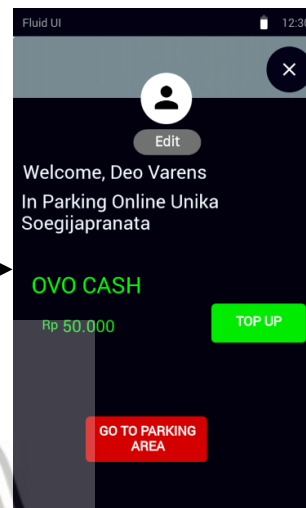 Fluid UI 12:30
Edit
Welcome, Deo Varens
In Parking Online Unika
Soegijapranata
OVO CASH
Rp 50.000
TOP UP
GO TO PARKING
AREA